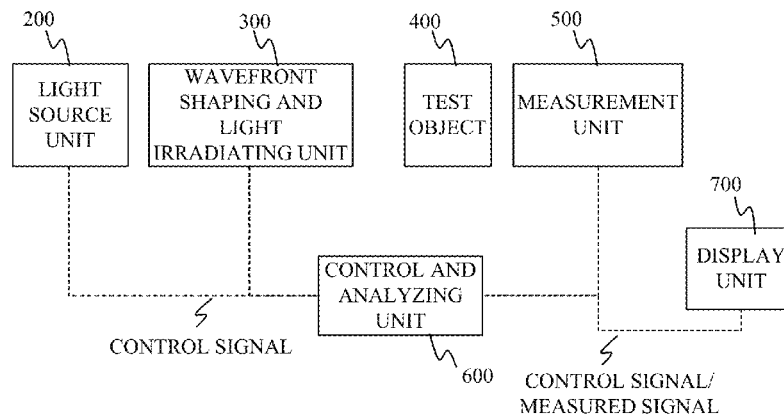 200
300
400
500
LIGHT
SOURCE
UNIT
WAVEFRONT
SHAPING AND
LIGHT
IRRADIATING UNIT
TEST
OBJECT
MEASUREMENT
UNIT
700
DISPLAY
UNIT
CONTROL AND
ANALYZING
UNIT
CONTROL SIGNAL
600
CONTROL SIGNAL/
MEASURED SIGNAL